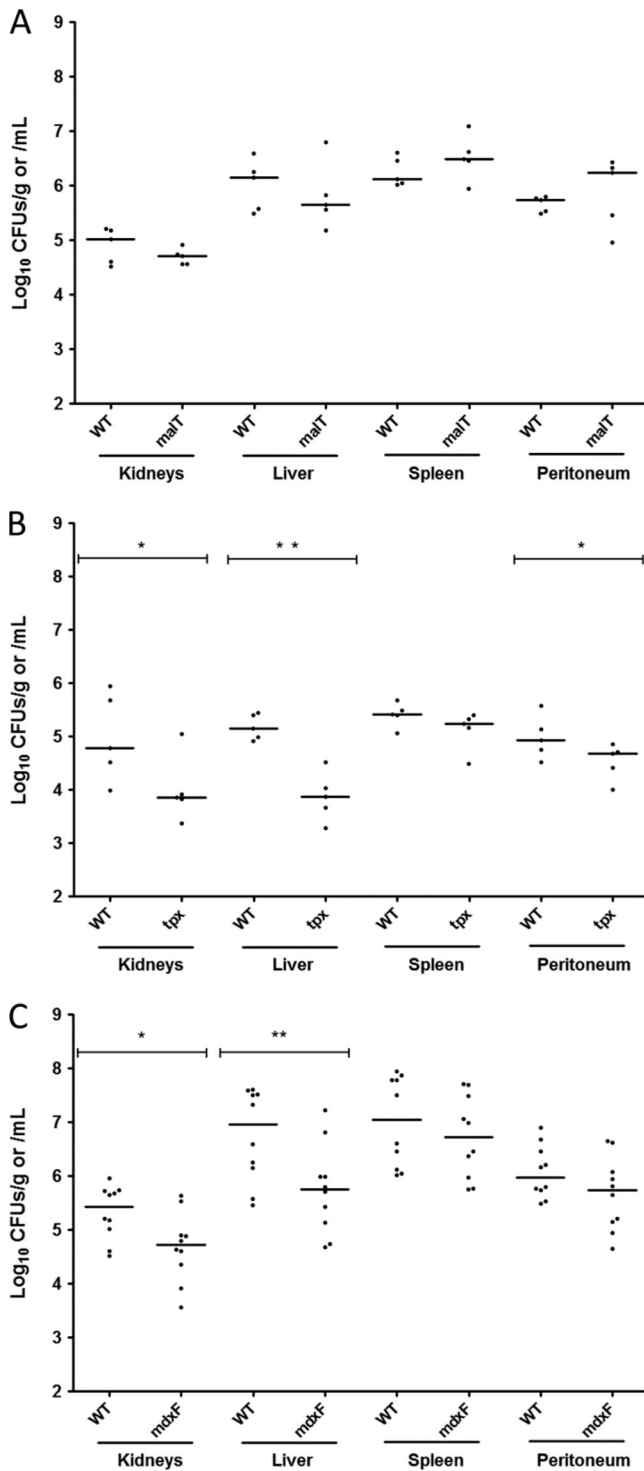 A
Log10 CFUs/g or /mL
9
8
7
6
5
4
3
2
WT malT WT malT WT malT WT malT
Kidneys Liver Spleen Peritoneum
B
Log10 CFUs/g or /mL
9
8
7
6
5
4
3
2
* * * *
WT tpx WT tpx WT tpx WT tpx
Kidneys Liver Spleen Peritoneum
C
Log10 CFUs/g or /mL
9
8
7
6
5
4
3
2
* **
WT mdxF WT mdxF WT mdxF WT mdxF
Kidneys Liver Spleen Peritoneum